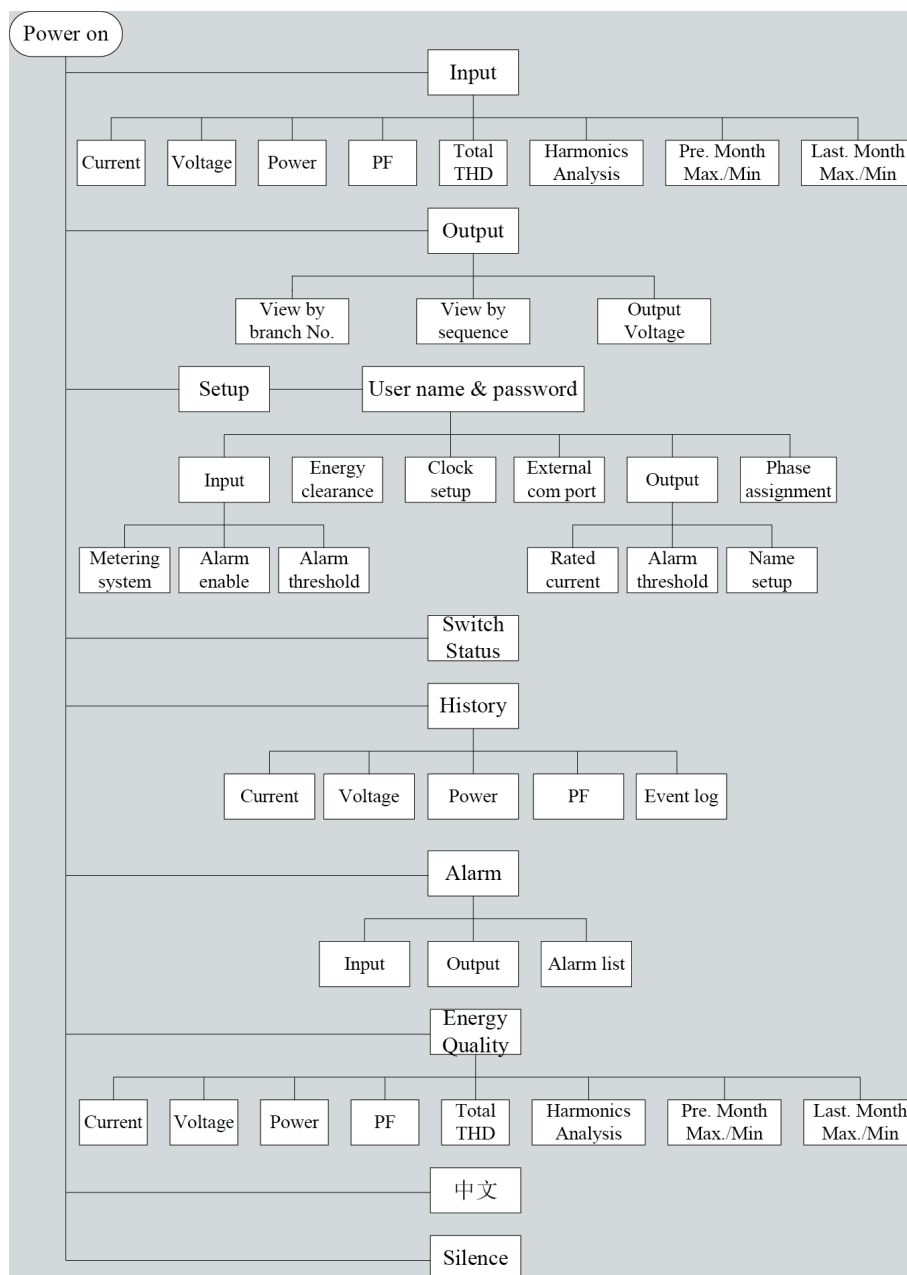 Power on
Input
Current
Voltage
Power
PF
Total
THD
Harmonics
Analysis
Pre. Month
Max./Min
Last. Month
Max./Min
Output
View by
branch No.
View by
sequence
Output
Voltage
Setup
User name & password
Input
Energy
clearance
Clock
setup
External
com port
Output
Phase
assignment
Metering
system
Alarm
enable
Alarm
threshold
Rated
current
Alarm
threshold
Name
setup
Switch
Status
History
Current
Voltage
Power
PF
Event log
Alarm
Input
Output
Alarm list
Energy
Quality
Current
Voltage
Power
PF
Total
THD
Harmonics
Analysis
Pre. Month
Max./Min
Last. Month
Max./Min
中文
Silence